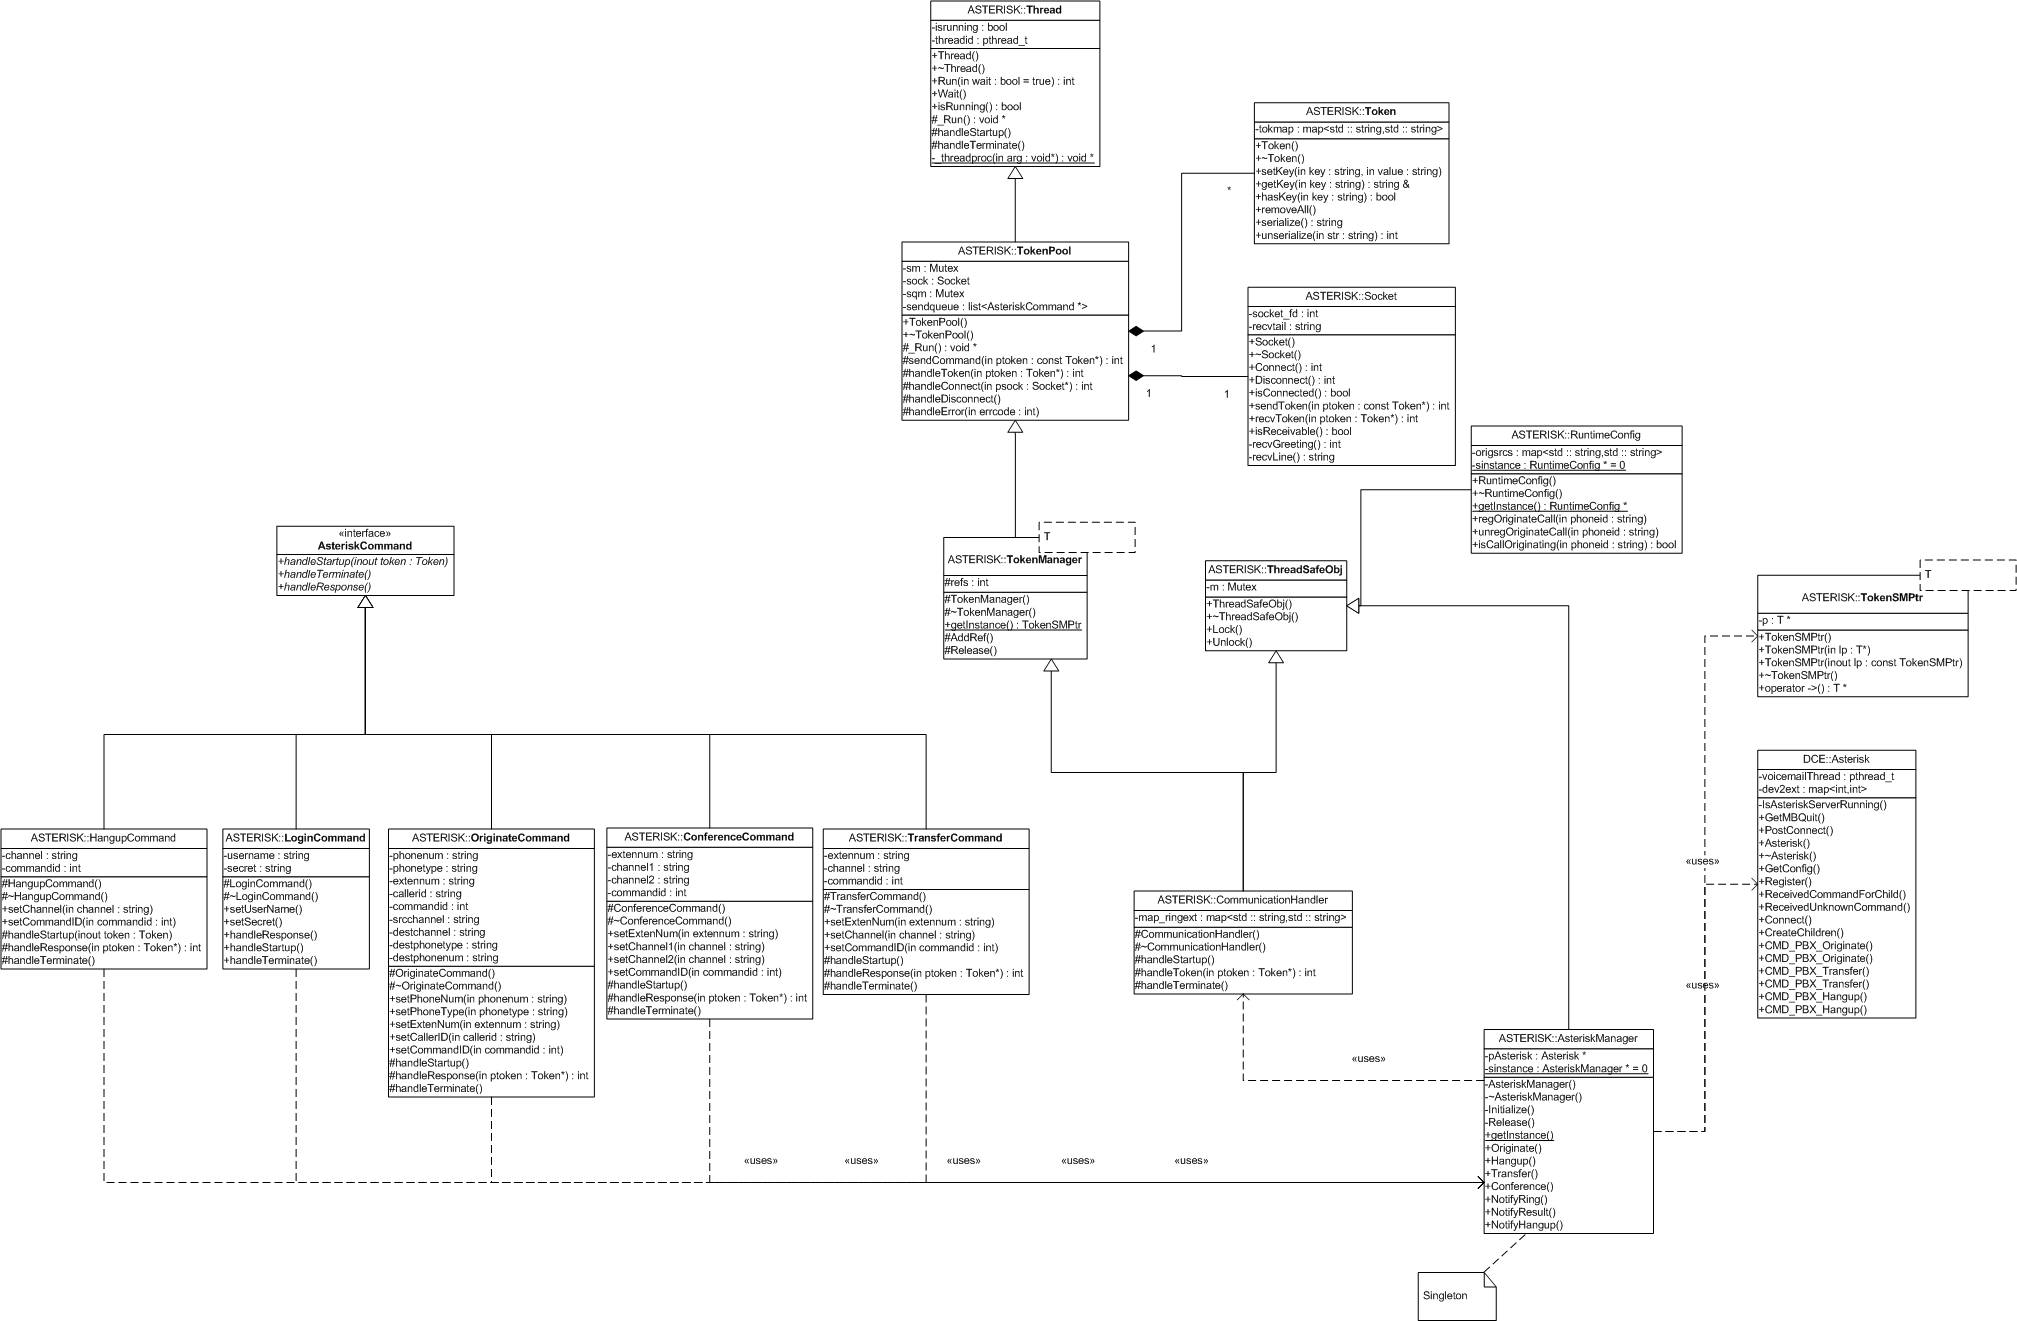 ASTERISK::Thread
-isrunning : bool
-threadid : pthread_t
+Thread()
+~Thread()
+Run(in wait : bool = true) : int
+Wait()
+isRunning() : bool
#_Run() : void *
#handleStartup()
#handleTerminate()
-_threadproc(in arg : void*) : void *
ASTERISK::Token
-tokmap : map<std :: string,std :: string>
+Token()
+~Token()
+setKey(in key : string, in value : string)
+getKey(in key : string) : string &
+hasKey(in key : string) : bool
+removeAll()
+serialize() : string
+unserialize(in str : string) : int
*
ASTERISK::TokenPool
-sm : Mutex
-sock : Socket
-sqm : Mutex
-sendqueue : list<AsteriskCommand *>
+TokenPool()
+~TokenPool()
#_Run() : void *
#sendCommand(in ptoken : const Token*) : int
#handleToken(in ptoken : Token*) : int
#handleConnect(in psock : Socket*) : int
#handleDisconnect()
#handleError(in errcode : int)
1
1
1
ASTERISK::Socket
-socket_fd : int
-recvtail : string
+Socket()
+~Socket()
+Connect() : int
+Disconnect() : int
+isConnected() : bool
+sendToken(in ptoken : const Token*) : int
+recvToken(in ptoken : Token*) : int
+isReceivable() : bool
-recvGreeting() : int
-recvLine() : string
ASTERISK::RuntimeConfig
-origsrcs : map<std :: string,std :: string>
-sinstance : RuntimeConfig * = 0
+RuntimeConfig()
+~RuntimeConfig()
+getInstance() : RuntimeConfig *
+regOriginateCall(in phoneid : string)
+unregOriginateCall(in phoneid : string)
+isCallOriginating(in phoneid : string) : bool
«interface»
AsteriskCommand
+handleStartup(inout token : Token)
+handleTerminate()
+handleResponse()
T
ASTERISK::TokenManager
#refs : int
#TokenManager()
#~TokenManager()
+getInstance() : TokenSMPtr
#AddRef()
#Release()
ASTERISK::ThreadSafeObj
-m : Mutex
+ThreadSafeObj()
+~ThreadSafeObj()
+Lock()
+Unlock()
T
ASTERISK::TokenSMPtr
-p : T *
+TokenSMPtr()
+TokenSMPtr(in lp : T*)
+TokenSMPtr(inout lp : const TokenSMPtr)
+~TokenSMPtr()
+operator ->() : T *
DCE::Asterisk
-voicemailThread : pthread_t
-dev2ext : map<int,int>
-IsAsteriskServerRunning()
+GetMBQuit()
+PostConnect()
+Asterisk()
+~Asterisk()
+GetConfig()
+Register()
+ReceivedCommandForChild()
+ReceivedUnknownCommand()
+Connect()
+CreateChildren()
+CMD_PBX_Originate()
+CMD_PBX_Originate()
+CMD_PBX_Transfer()
+CMD_PBX_Transfer()
+CMD_PBX_Hangup()
+CMD_PBX_Hangup()
«uses»
«uses»
ASTERISK::HangupCommand
-channel : string
-commandid : int
#HangupCommand()
#~HangupCommand()
+setChannel(in channel : string)
+setCommandID(in commandid : int)
#handleStartup(inout token : Token)
#handleResponse(in ptoken : Token*) : int
#handleTerminate()
ASTERISK::LoginCommand
-username : string
-secret : string
#LoginCommand()
#~LoginCommand()
+setUserName()
+setSecret()
+handleResponse()
+handleStartup()
+handleTerminate()
ASTERISK::OriginateCommand
-phonenum : string
-phonetype : string
-extennum : string
-callerid : string
-commandid : int
-srcchannel : string
-destchannel : string
-destphonetype : string
-destphonenum : string
#OriginateCommand()
#~OriginateCommand()
+setPhoneNum(in phonenum : string)
+setPhoneType(in phonetype : string)
+setExtenNum(in extennum : string)
+setCallerID(in callerid : string)
+setCommandID(in commandid : int)
#handleStartup()
#handleResponse(in ptoken : Token*) : int
#handleTerminate()
ASTERISK::ConferenceCommand
-extennum : string
-channel1 : string
-channel2 : string
-commandid : int
#ConferenceCommand()
#~ConferenceCommand()
+setExtenNum(in extennum : string)
+setChannel1(in channel : string)
+setChannel2(in channel : string)
+setCommandID(in commandid : int)
#handleStartup()
#handleResponse(in ptoken : Token*) : int
#handleTerminate()
ASTERISK::TransferCommand
-extennum : string
-channel : string
-commandid : int
#TransferCommand()
#~TransferCommand()
+setExtenNum(in extennum : string)
+setChannel(in channel : string)
+setCommandID(in commandid : int)
#handleStartup()
#handleResponse(in ptoken : Token*) : int
#handleTerminate()
ASTERISK::CommunicationHandler
-map_ringext : map<std :: string,std :: string>
#CommunicationHandler()
#~CommunicationHandler()
#handleStartup()
#handleToken(in ptoken : Token*) : int
#handleTerminate()
«uses»
ASTERISK::AsteriskManager
-pAsterisk : Asterisk *
-sinstance : AsteriskManager * = 0
-AsteriskManager()
-~AsteriskManager()
-Initialize()
-Release()
+getInstance()
+Originate()
+Hangup()
+Transfer()
+Conference()
+NotifyRing()
+NotifyResult()
+NotifyHangup()
«uses» «uses» «uses» «uses» «uses»
Singleton